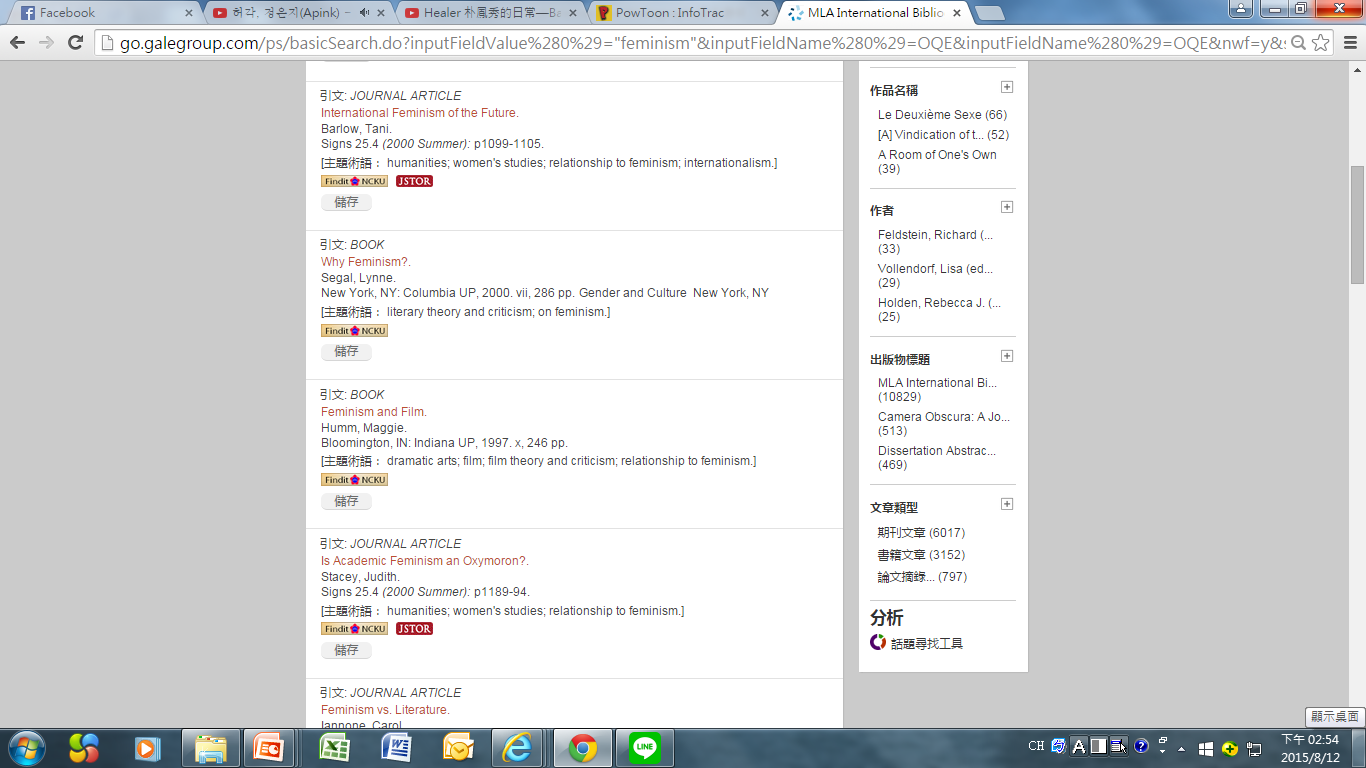 Facebook
허각, 정은지(Apink) -
Healer 朴鳳秀的日常—Ba
PowToon : InfoTrac
MLA International Biblio
go.galegroup.com/ps/basicSearch.do?inputFieldValue%280%29="feminism"&inputFieldName%280%29=OQE&inputFieldName%280%29=OQE&nwf=y&
引文: JOURNAL ARTICLE
International Feminism of the Future.
Barlow, Tani.
Signs 25.4 (2000 Summer): p1099-1105.
[主題術語： humanities; women's studies; relationship to feminism; internationalism.]
Findit NCKU JSTOR
儲存
引文: BOOK
Why Feminism?.
Segal, Lynne.
New York, NY: Columbia UP, 2000. vii, 286 pp. Gender and Culture New York, NY
[主題術語： literary theory and criticism; on feminism.]
Findit NCKU
儲存
引文: BOOK
Feminism and Film.
Humm, Maggie.
Bloomington, IN: Indiana UP, 1997. x, 246 pp.
[主題術語： dramatic arts; film; film theory and criticism; relationship to feminism.]
Findit NCKU
儲存
引文: JOURNAL ARTICLE
Is Academic Feminism an Oxymoron?.
Stacey, Judith.
Signs 25.4 (2000 Summer): p1189-94.
[主題術語： humanities; women's studies; relationship to feminism.]
Findit NCKU JSTOR
儲存
引文: JOURNAL ARTICLE
Feminism vs. Literature.
Iannone, Carol
作品名稱
Le Deuxième Sexe (66)
[A] Vindication of t... (52)
A Room of One's Own
(39)
作者
Feldstein, Richard (...
(33)
Vollendorf, Lisa (ed...
(29)
Holden, Rebecca J. (...
(25)
出版物標題
MLA International Bi...
(10829)
Camera Obscura: A Jo...
(513)
Dissertation Abstrac...
(469)
文章類型
期刊文章 (6017)
書籍文章 (3152)
論文摘錄... (797)
分析
話題尋找工具
顯示桌面
LINE
CH
A
下午 02:54
2015/8/12